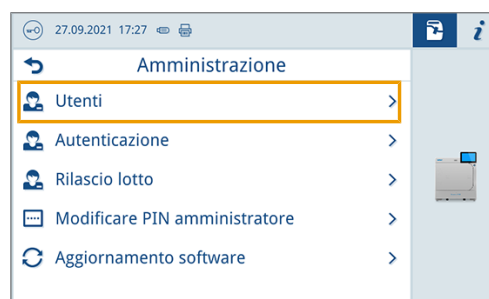 27.09.2021 17:27
i
Amministrazione
Utenti
Autenticazione
Rilascio lotto
Modificare PIN amministratore
Aggiornamento software